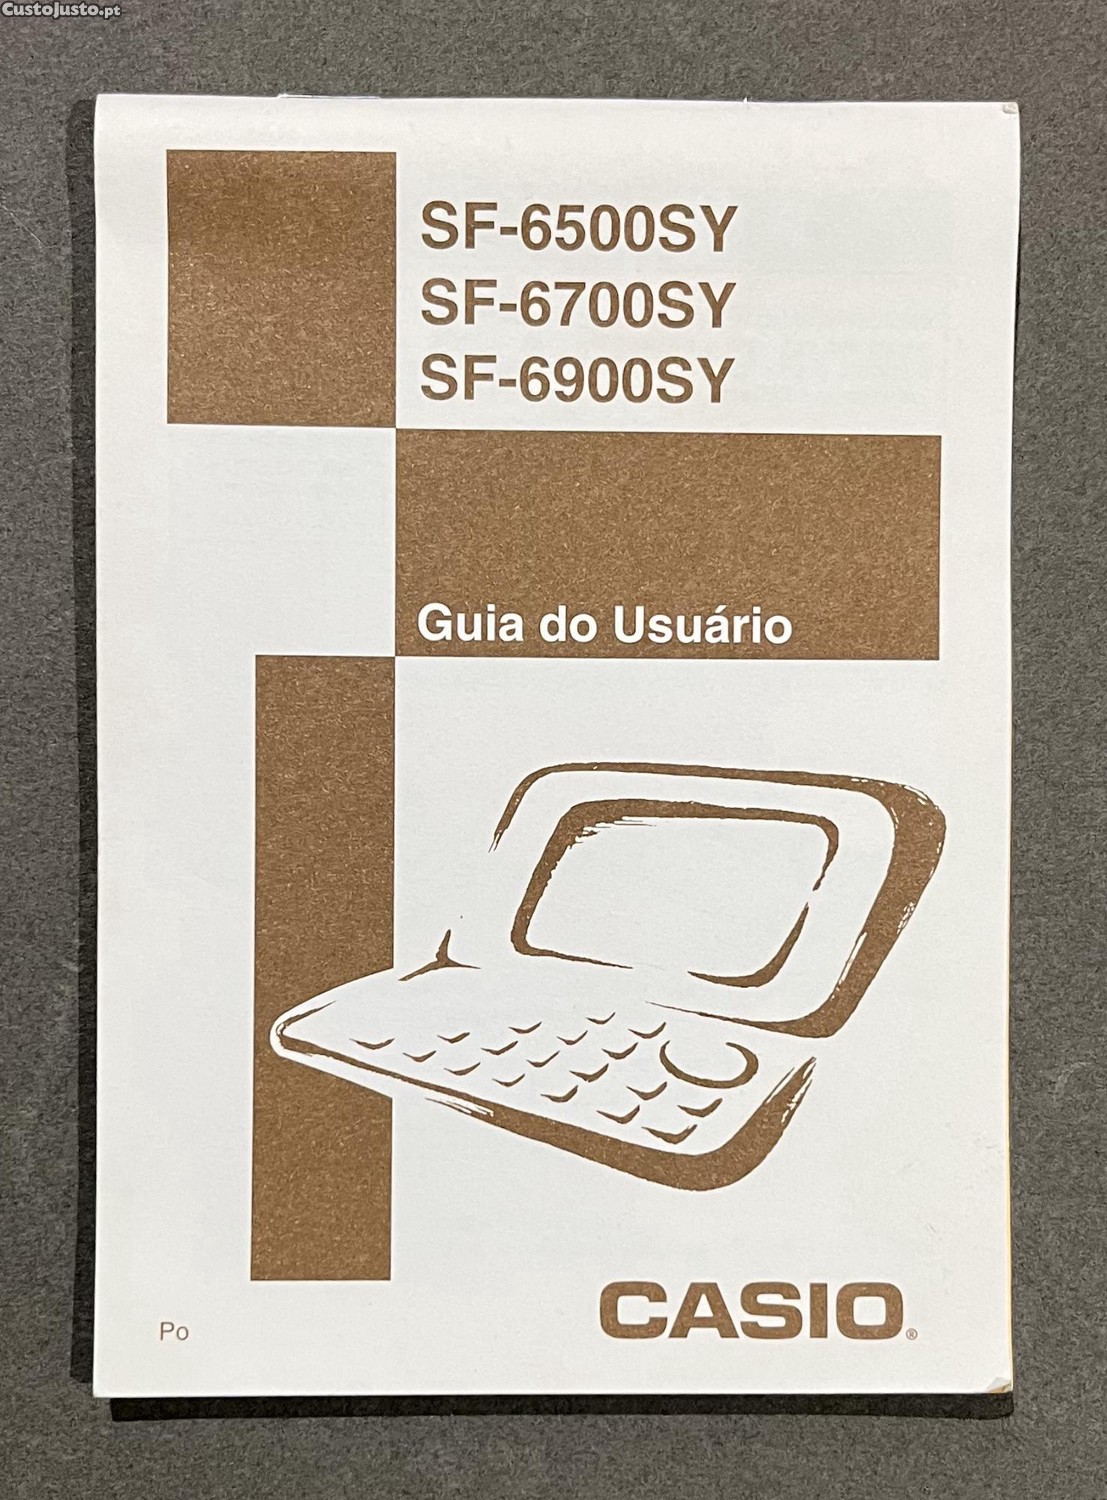 CustoJusto.pt
SF-6500SY
SF-6700SY
SF-6900SY
Guia do Usuário
CASIO®
Po